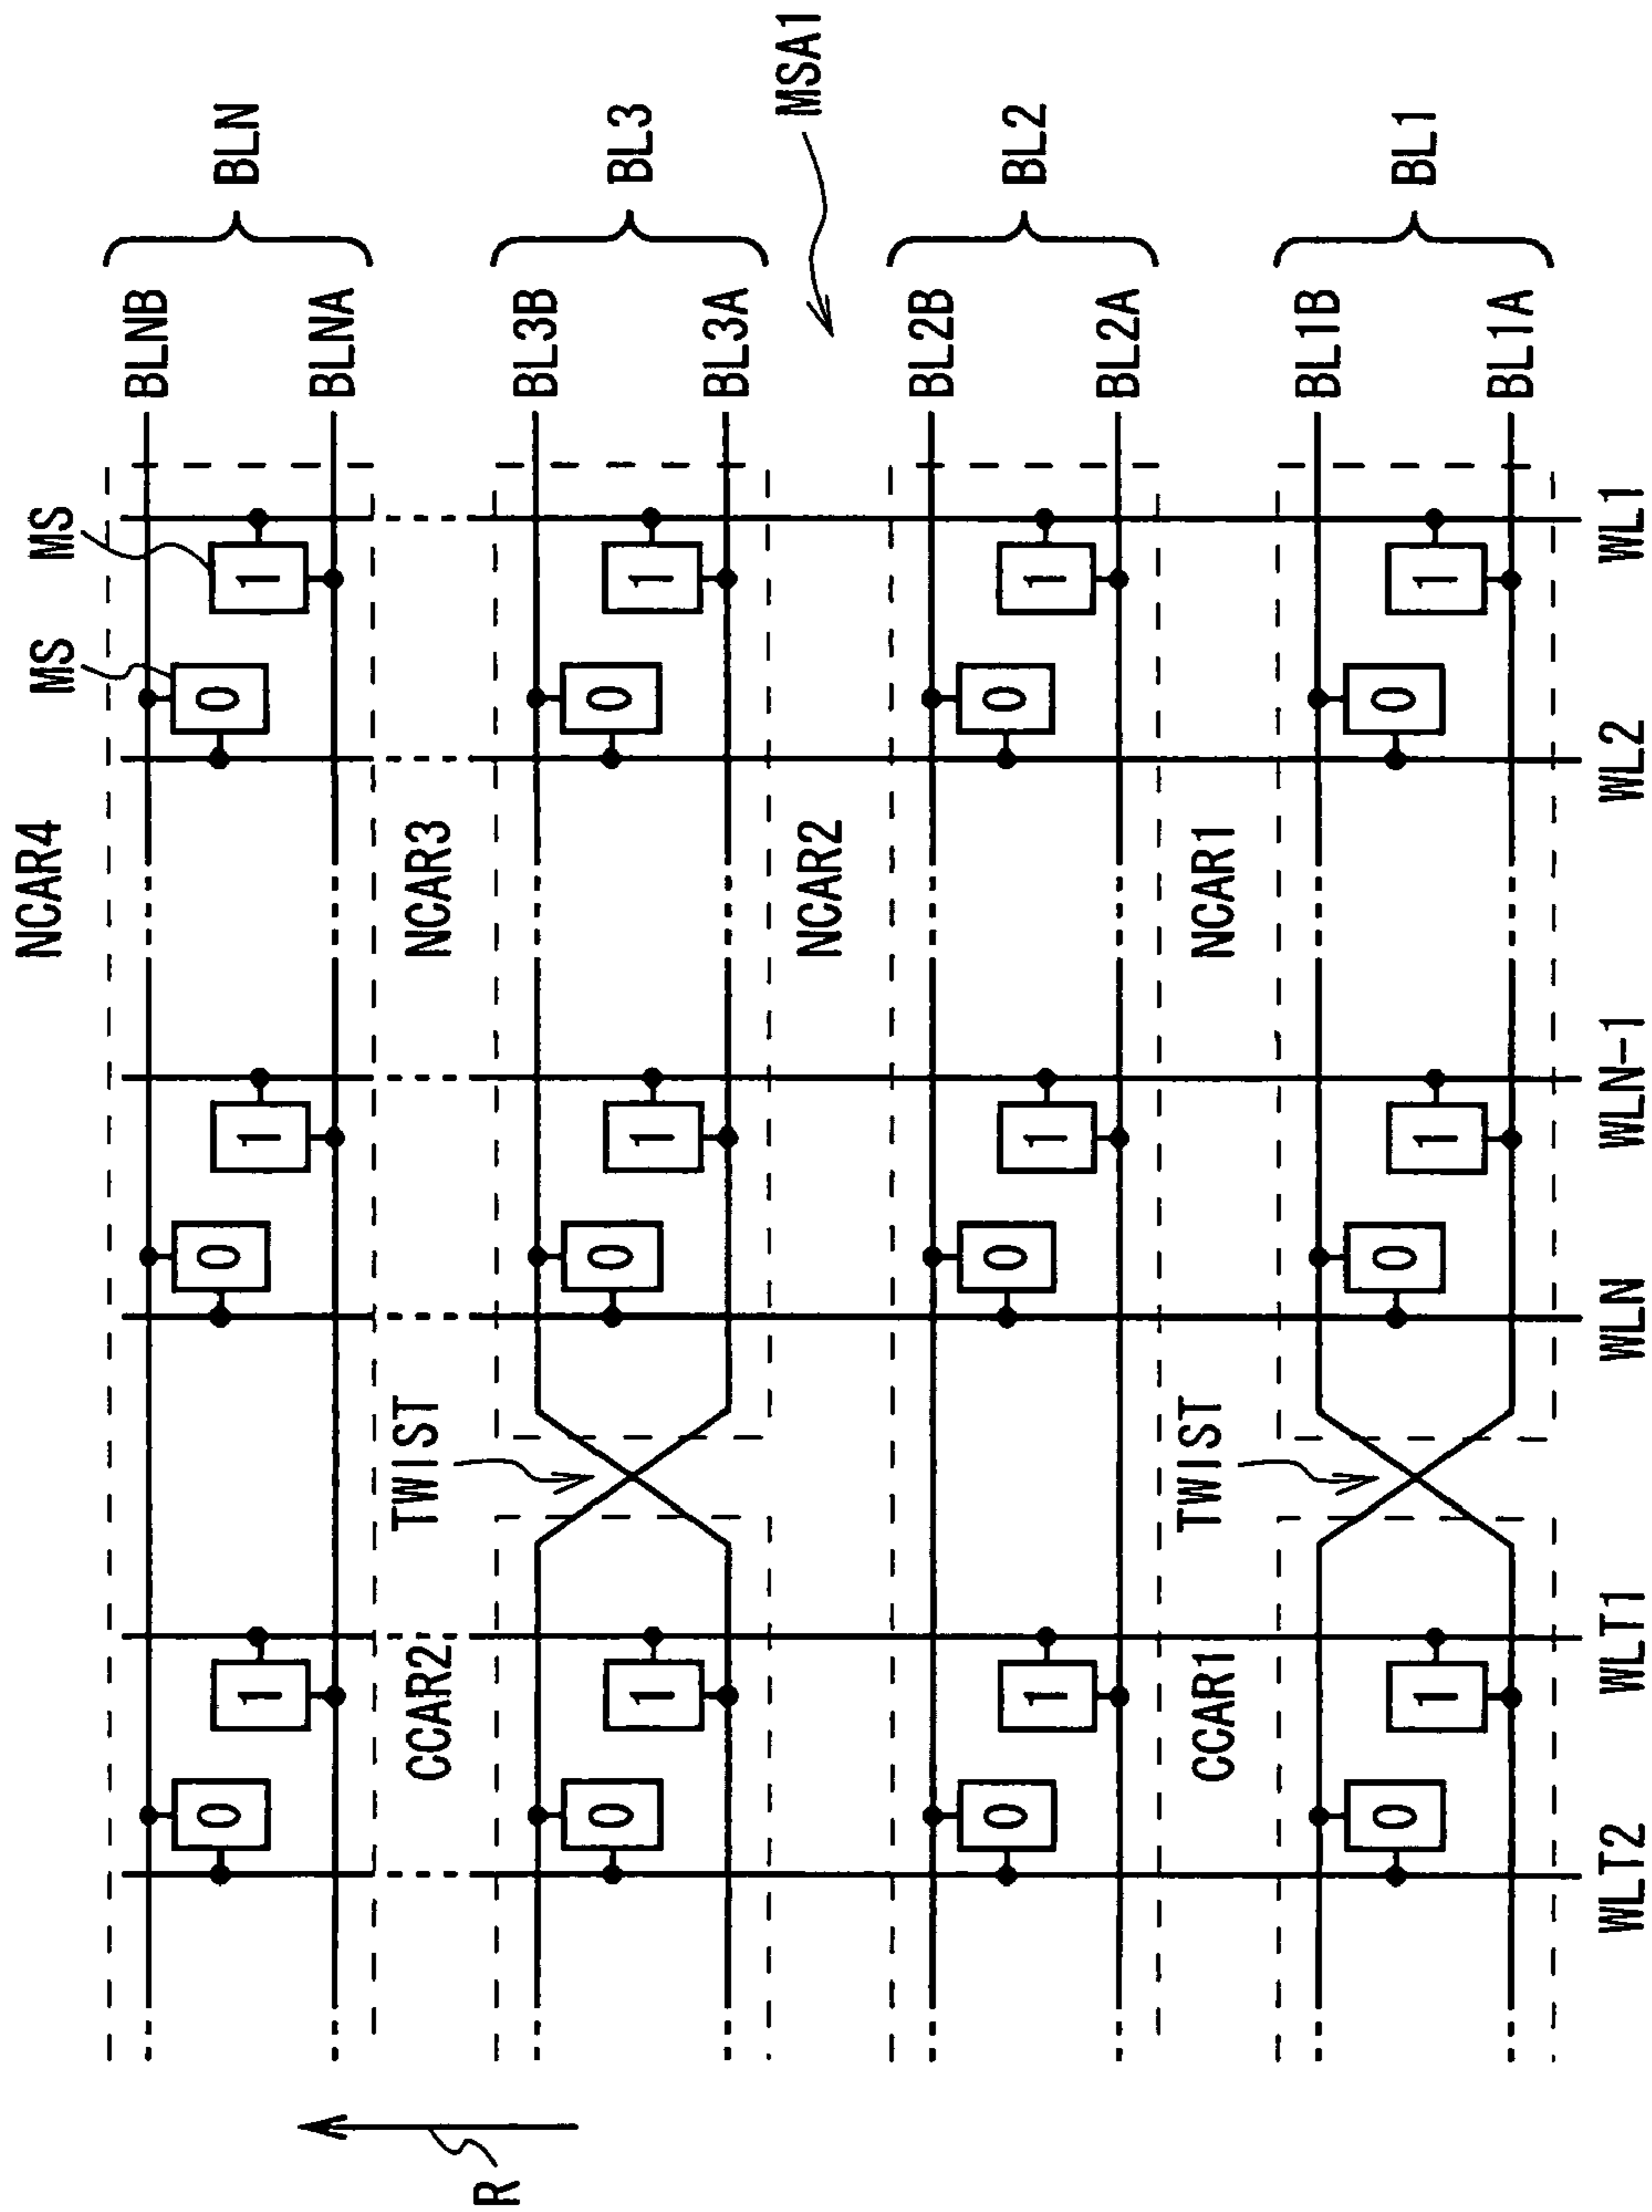 NCAR4
MS
MS
BLNB
0 0 0
BLN
1 1 1
BLNA
CCAR2
TWIST
NCAR3
R
BL3B
0 0 0
BL3
1 1 1
BL3A
NCAR2
MSA1
BL2B
0 0 0
BL2
1 1 1
BL2A
CCAR1
TWIST
NCAR1
BL1B
0 0 0
BL1
1 1 1
BL1A
WLT2
WLT1
WLN
WLN-1
WL2
WL1